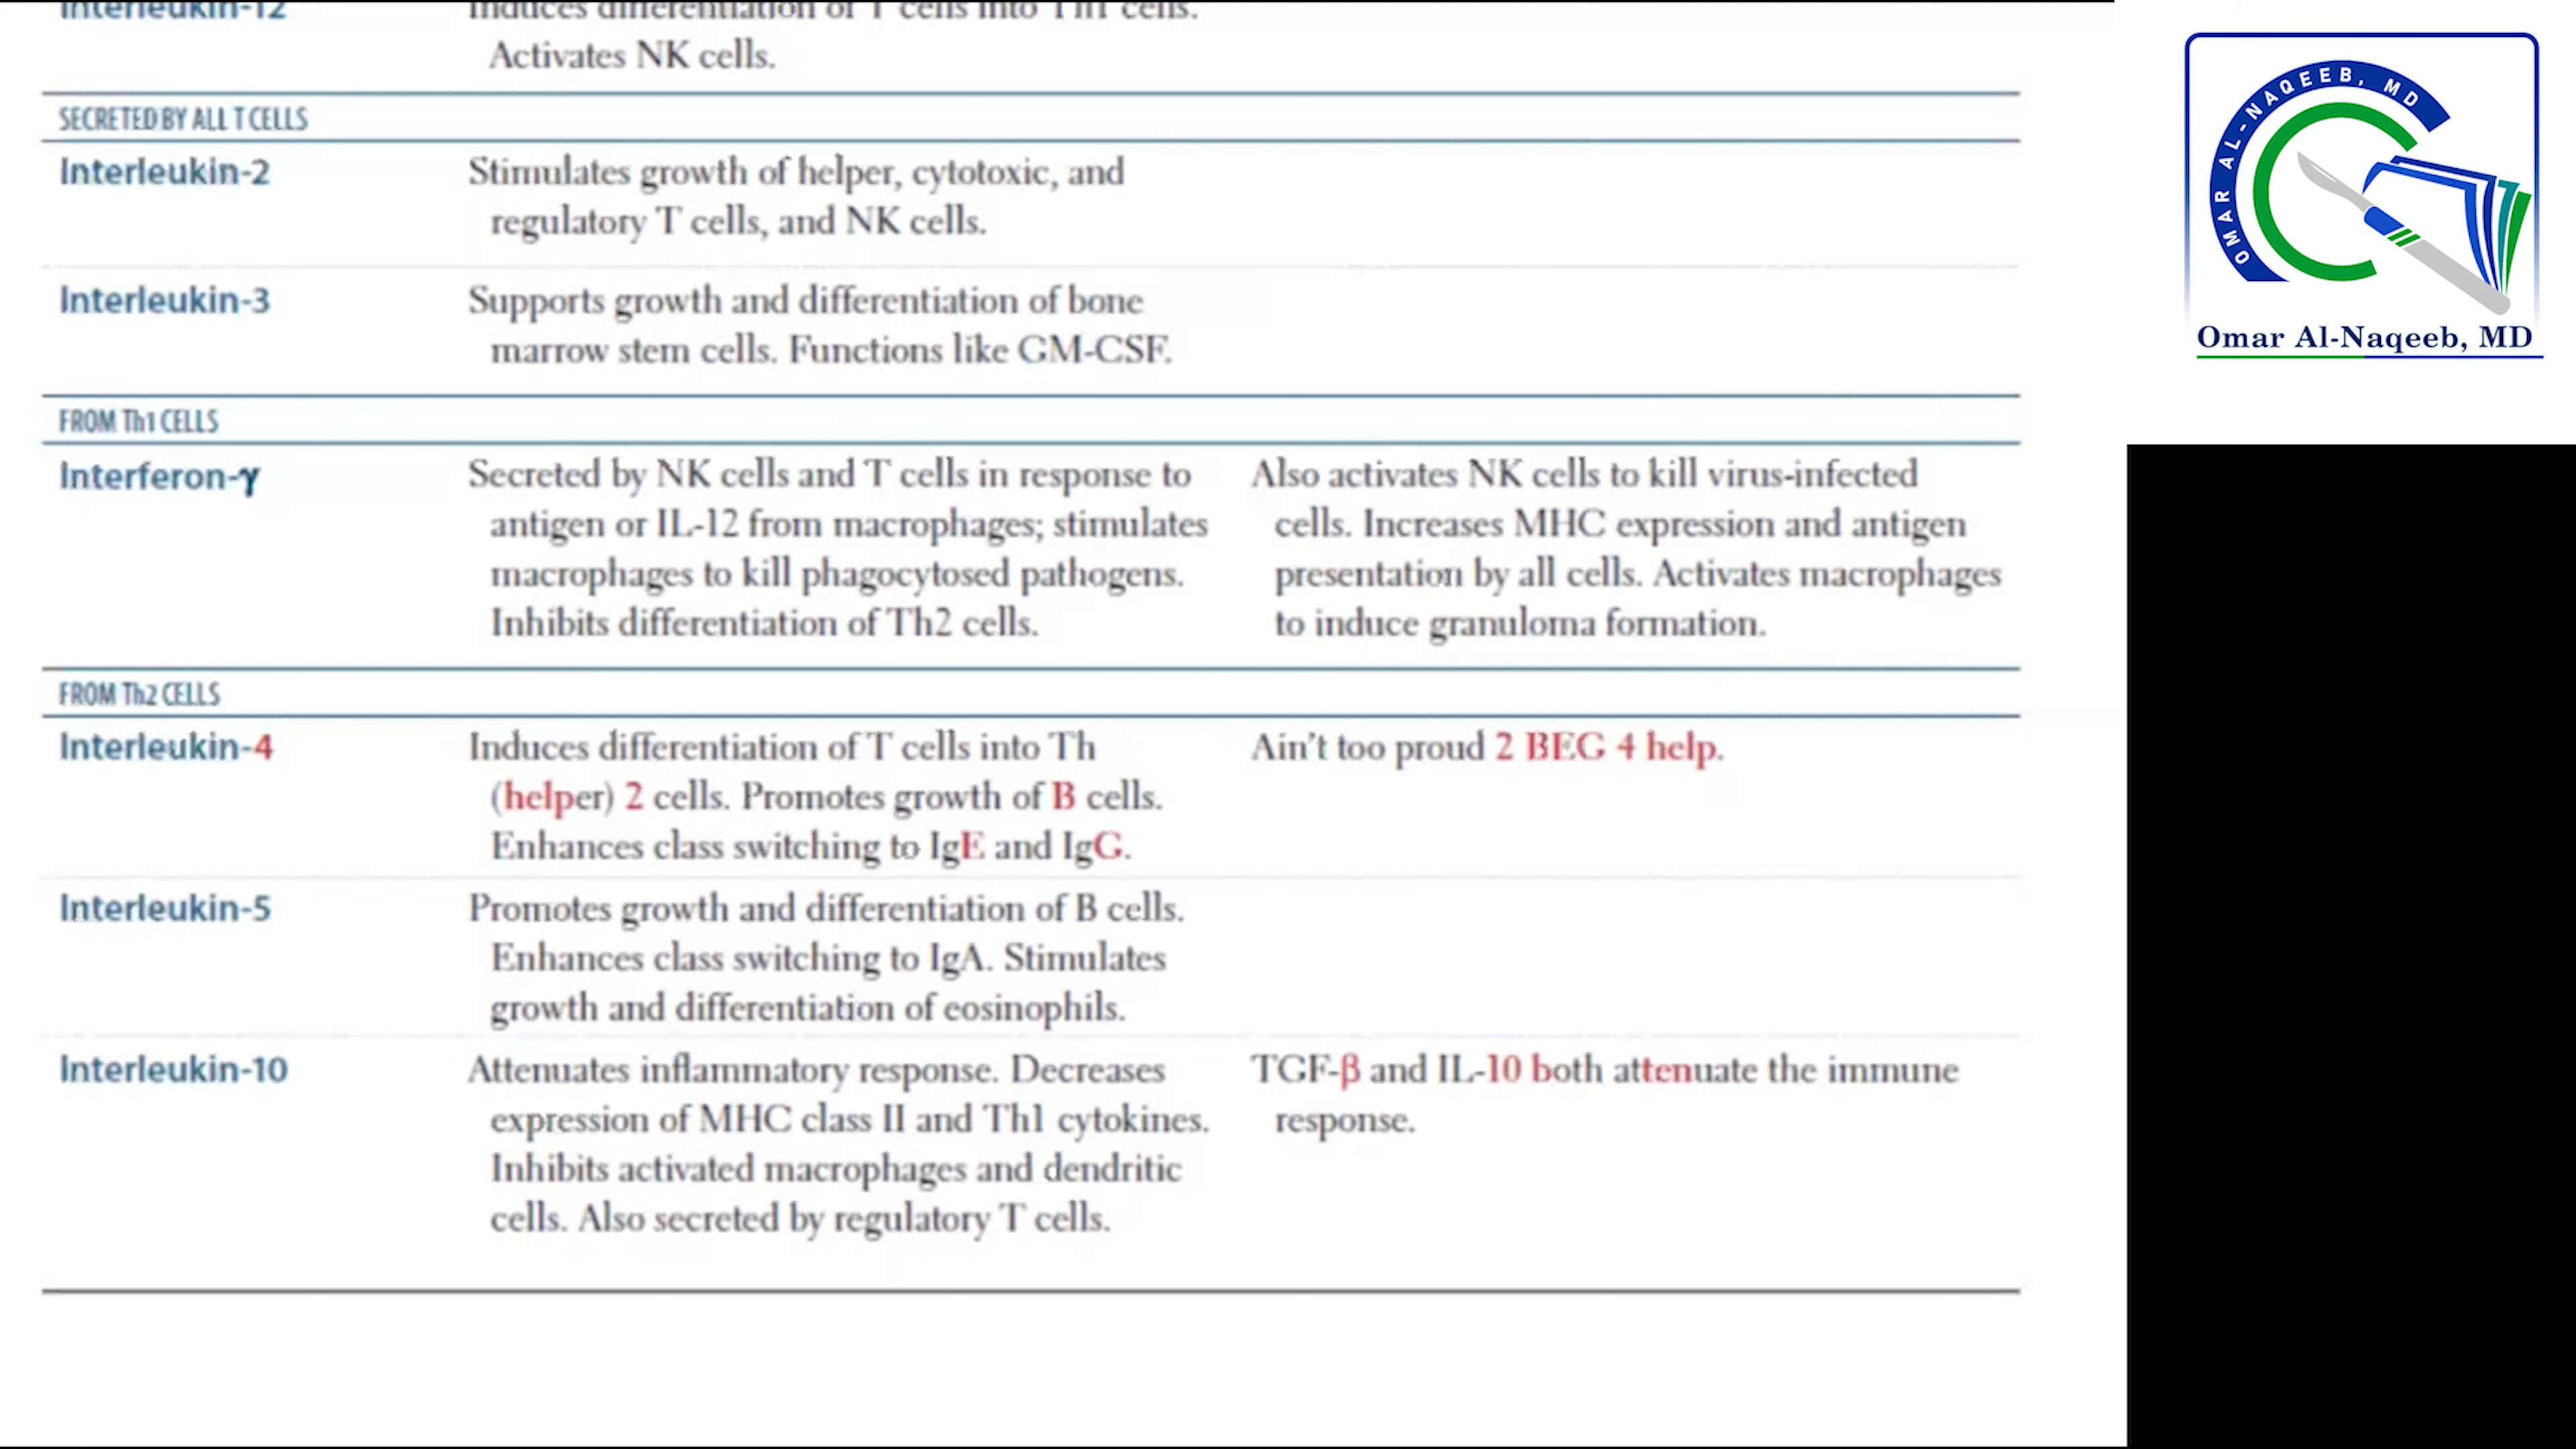 Interleukin-12 Induces differentiation of T cells into Th1 cells.
Activates NK cells.
SECRETED BY ALL T CELLS
Interleukin-2 Stimulates growth of helper, cytotoxic, and
regulatory T cells, and NK cells.
Interleukin-3 Supports growth and differentiation of bone
marrow stem cells. Functions like GM-CSF.
FROM Th1 CELLS
Interferon-γ Secreted by NK cells and T cells in response to
antigen or IL-12 from macrophages; stimulates
macrophages to kill phagocytosed pathogens.
Inhibits differentiation of Th2 cells.
Also activates NK cells to kill virus-infected
cells. Increases MHC expression and antigen
presentation by all cells. Activates macrophages
to induce granuloma formation.
FROM Th2 CELLS
Interleukin-4 Induces differentiation of T cells into Th
(helper) 2 cells. Promotes growth of B cells.
Enhances class switching to IgE and IgG.
Ain't too proud 2 BEG 4 help.
Interleukin-5 Promotes growth and differentiation of B cells.
Enhances class switching to IgA. Stimulates
growth and differentiation of eosinophils.
Interleukin-10 Attenuates inflammatory response. Decreases
expression of MHC class II and Th1 cytokines.
Inhibits activated macrophages and dendritic
cells. Also secreted by regulatory T cells.
TGF-β and IL-10 both attenuate the immune
response.
OMAR AL-NAQEEB, MD
Omar Al-Naqeeb, MD